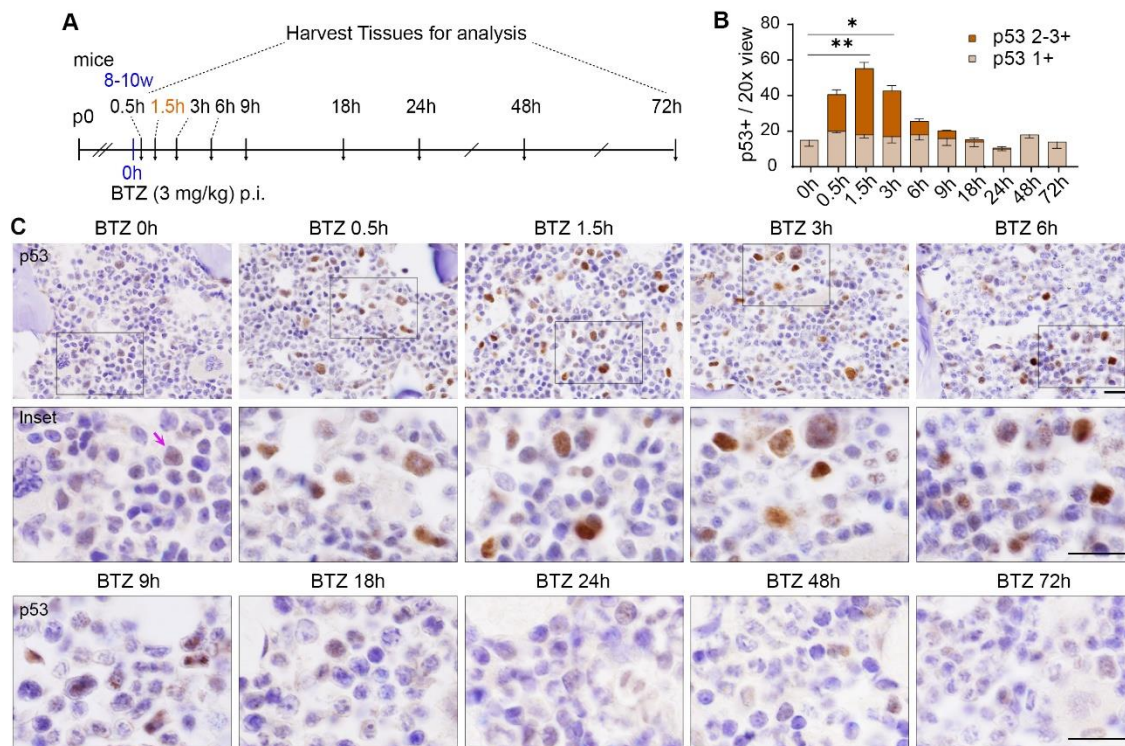 A
Harvest Tissues for analysis
mice
8-10w
p0
0.5h 1.5h 3h 6h 9h 18h 24h 48h 72h
0h
BTZ (3 mg/kg) p.i.
B
p53+ / 20x view
60
40
20
0
*
**
p53 2-3+
p53 1+
0h 0.5h 1.5h 3h 6h 9h 18h 24h 48h 72h
C
BTZ 0h BTZ 0.5h BTZ 1.5h BTZ 3h BTZ 6h
p53
Inset
BTZ 9h BTZ 18h BTZ 24h BTZ 48h BTZ 72h
p53